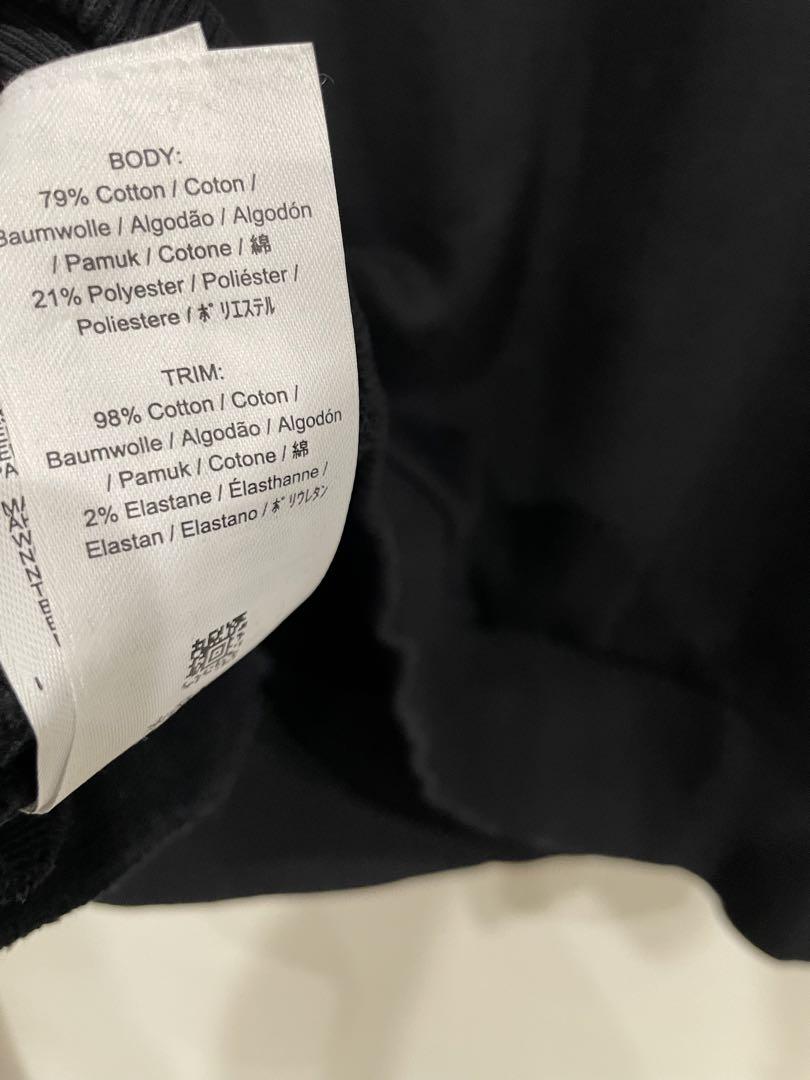 BODY:
79% Cotton / Coton /
Baumwolle / Algodão / Algodón
/ Pamuk / Cotone / 綿
21% Polyester / Poliéster /
Poliestere / ポリエステル
TRIM:
98% Cotton / Coton /
Baumwolle / Algodão / Algodón
/ Pamuk / Cotone / 綿
2% Elastane / Élasthanne /
Elastan / Elastano / ポリウレタン